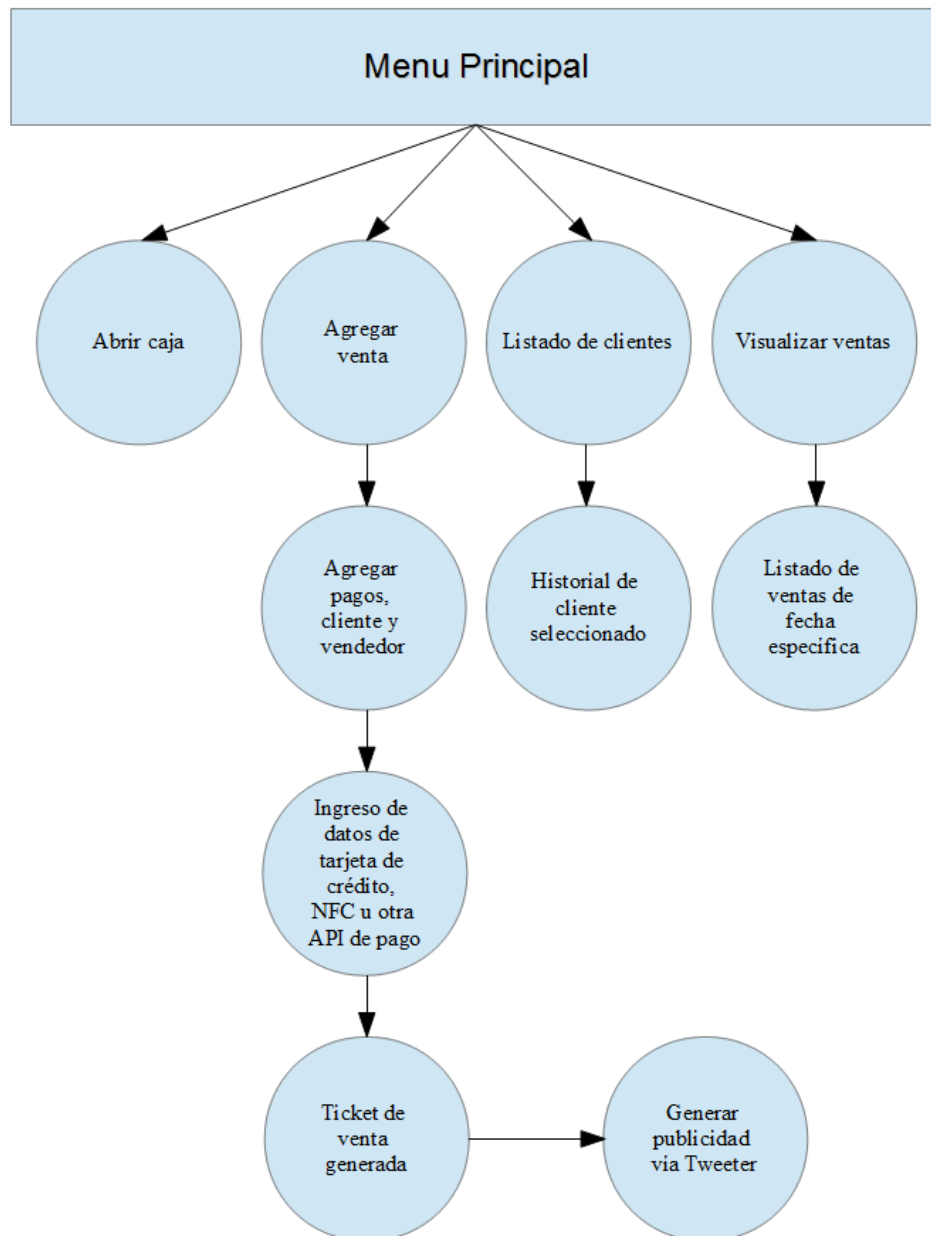 Menu Principal
Abrir caja
Agregar
venta
Listado de clientes
Visualizar ventas
Agregar
pagos,
cliente y
vendedor
Historial de
cliente
seleccionado
Listado de
ventas de
fecha
específica
Ingreso de
datos de
tarjeta de
crédito,
NFC u otra
API de pago
Ticket de
venta
generada
Generar
publicidad
vía Tweeter